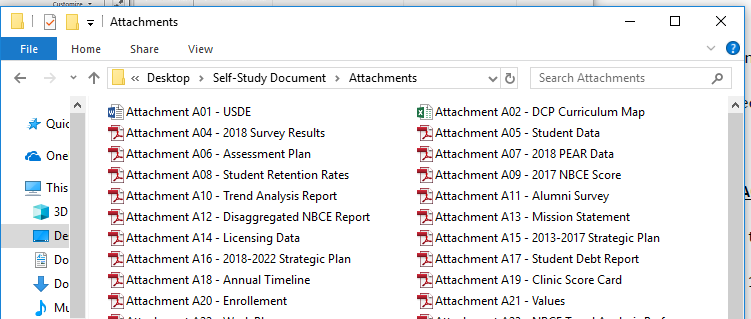 Customize
Attachments
File Home Share View
« Desktop > Self-Study Document > Attachments Search Attachments
Attachment A01 - USDE Attachment A02 - DCP Curriculum Map
Quic Attachment A04 - 2018 Survey Results Attachment A05 - Student Data
One Attachment A06 - Assessment Plan Attachment A07 - 2018 PEAR Data
Attachment A08 - Student Retention Rates Attachment A09 - 2017 NBCE Score
This Attachment A10 - Trend Analysis Report Attachment A11 - Alumni Survey
3D Attachment A12 - Disaggregated NBCE Report Attachment A13 - Mission Statement
De Attachment A14 - Licensing Data Attachment A15 - 2013-2017 Strategic Plan
Do Attachment A16 - 2018-2022 Strategic Plan Attachment A17 - Student Debt Report
Do Attachment A18 - Annual Timeline Attachment A19 - Clinic Score Card
Mu Attachment A20 - Enrollement Attachment A21 - Values